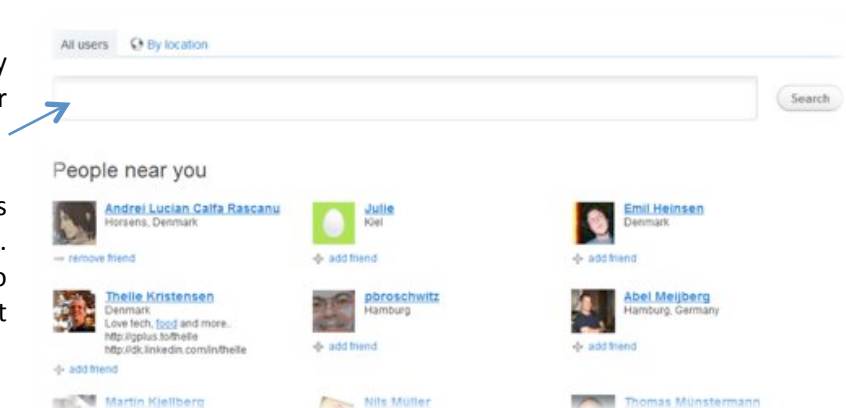 All users By location
y
r
Search
People near you
s
.
o
t
Andrei Lucian Calfa Rascanu
Horsens, Denmark
remove friend
Julie
Kiel
add friend
Emil Heinsen
Denmark
add friend
Thelle Kristensen
Denmark
Love tech, food and more..
http://gplus.to/thelle
http://dk.linkedin.com/in/thelle
add friend
pbroschwitz
Hamburg
add friend
Abel Meijberg
Hamburg, Germany
add friend
Martin Kjellberg
Nils Müller
Thomas Münstermann